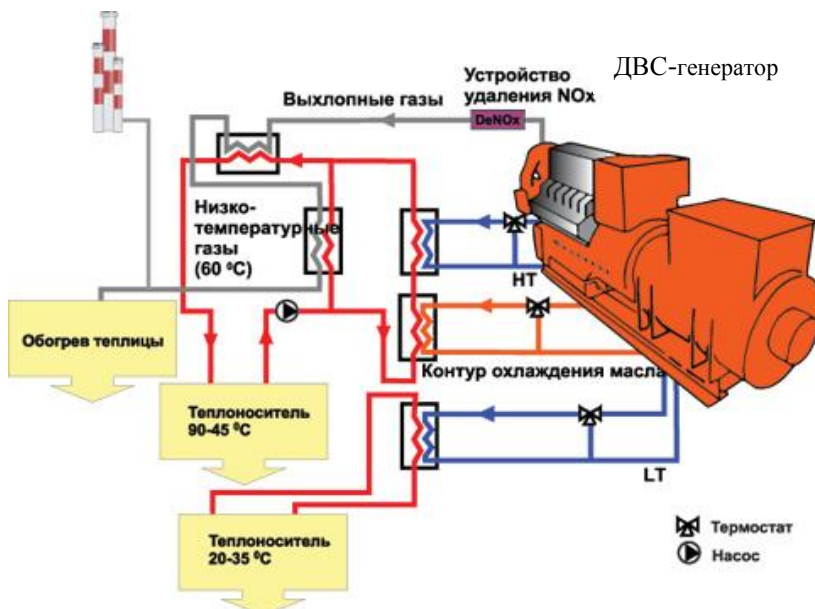 ДВС-генератор
Устройство
удаления NOx
Выхлопные газы
DeNOx
Низко-
температурные
газы
(60 ⁰C)
HT
Обогрев теплицы
Контур охлаждения масла
Теплоноситель
90-45 ⁰C
LT
Теплоноситель
20-35 ⁰C
Термостат
Насос